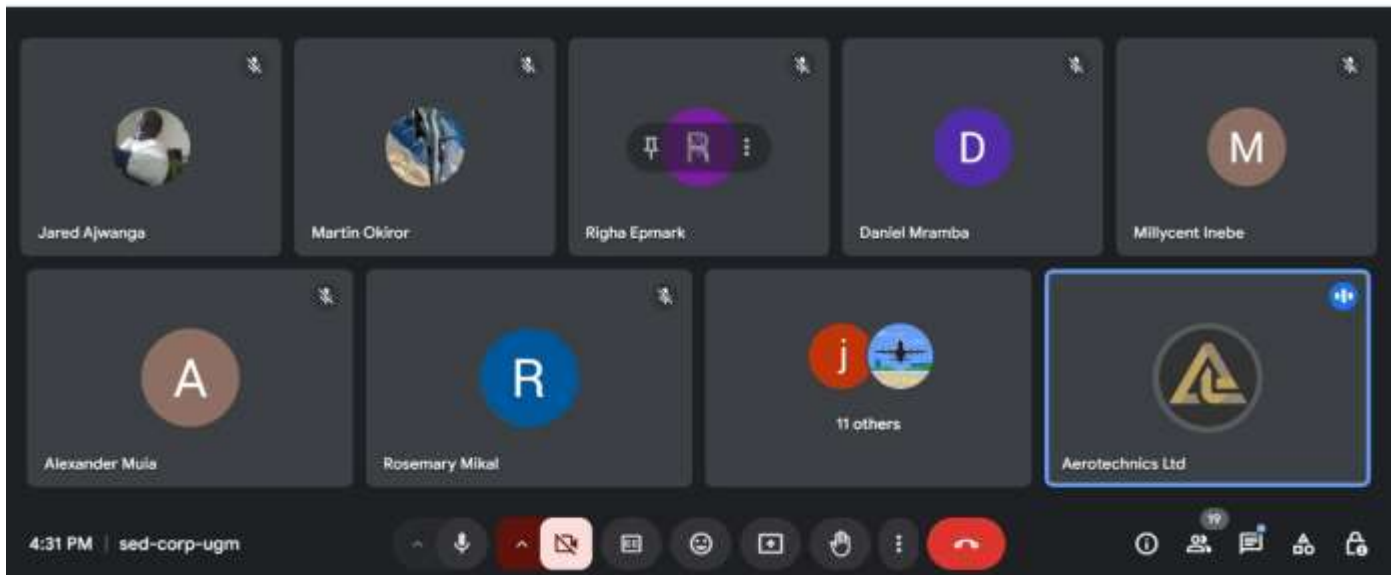 Jared Ajwanga
Martin Okiror
R
Righa Epmark
D
Daniel Mramba
M
Millycent Inebe
A
Alexander Muia
R
Rosemary Mikal
j
11 others
Aerotechnics Ltd
4:31 PM | sed-corp-ugm
19